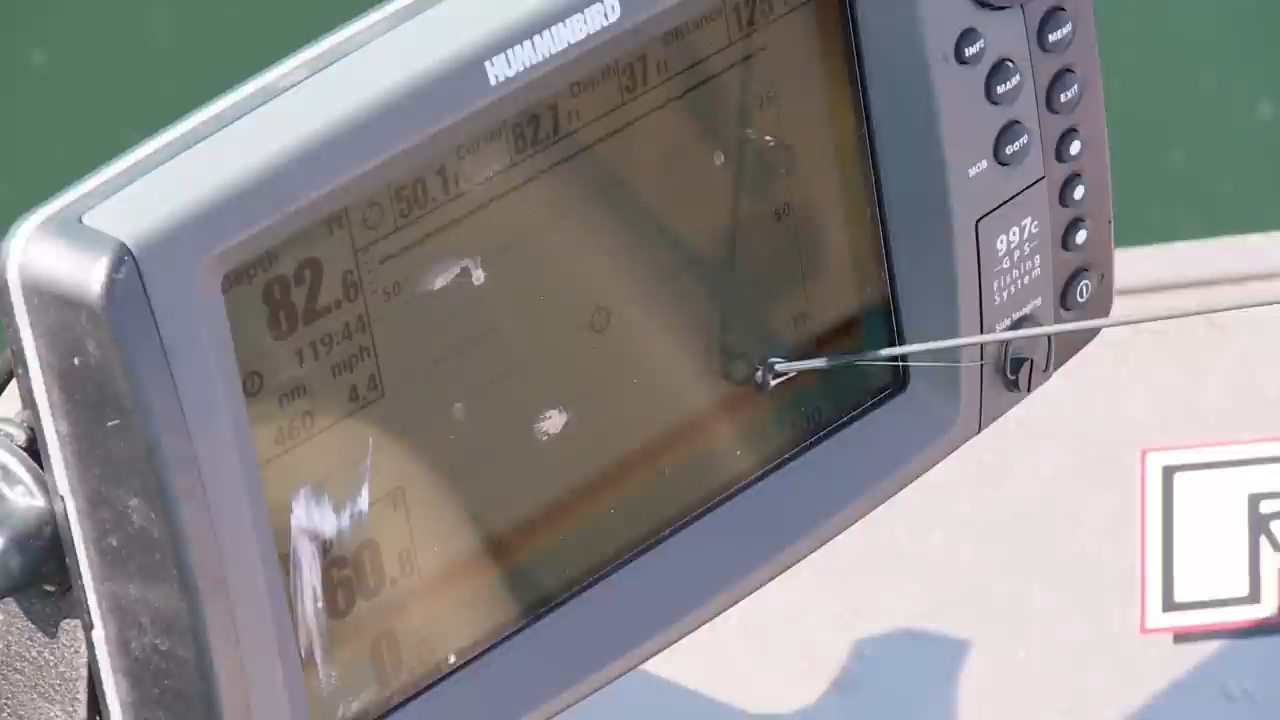 HUMMINBIRD
Depth ft
82.6
119:44
nm mph
460 4.4
50.1
Cursor 82.7 ft
Depth 37 ft
Distance 125
50
60.8
0
75
50
100
INFO
MARK
MOB GOTO
MENU
EXIT
997c
GPS
Fishing
System
Side Imaging
R